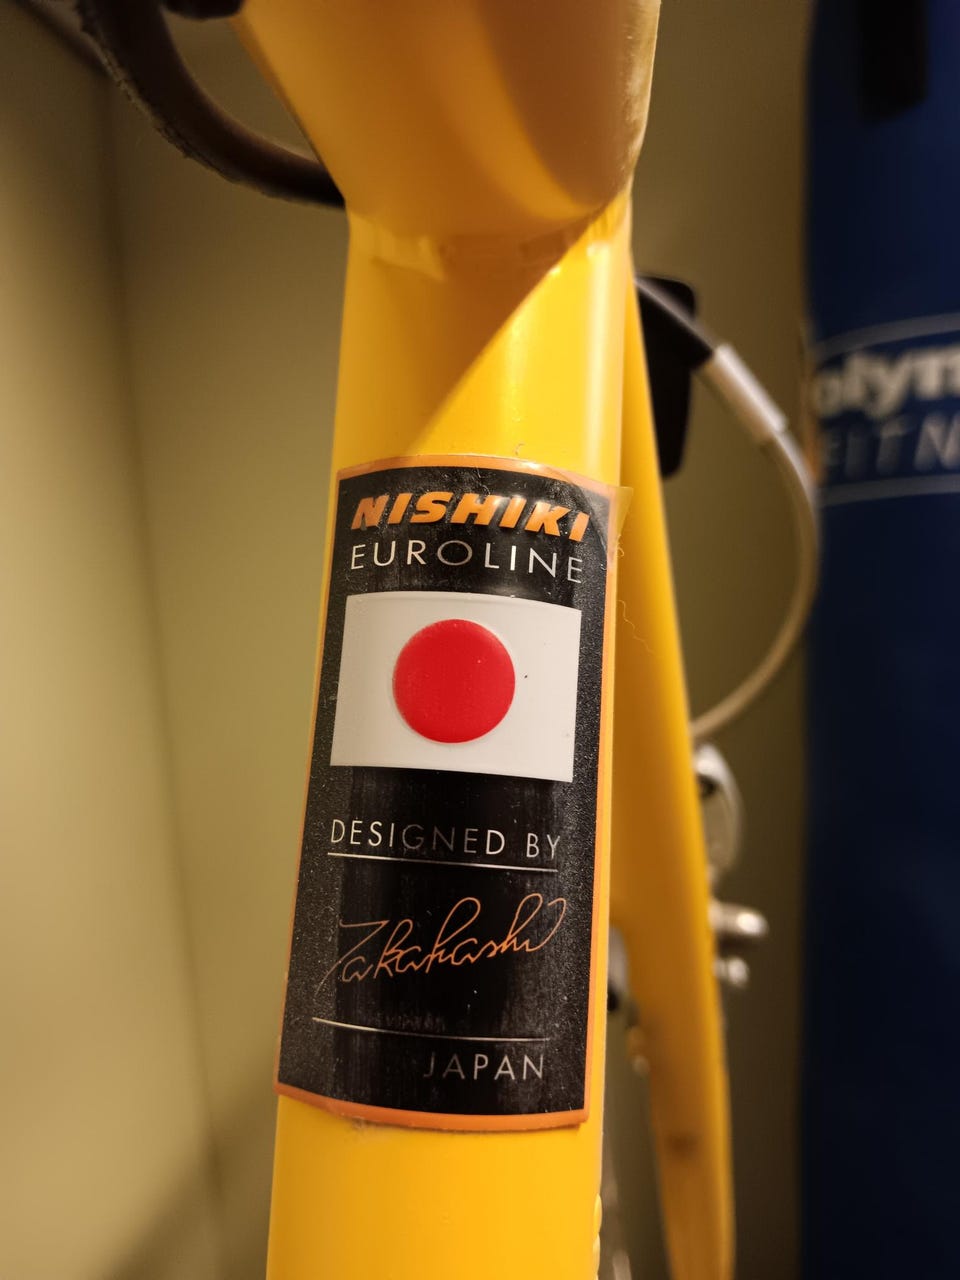 NISHIKI
EUROLINE
DESIGNED BY
Takahashi
JAPAN